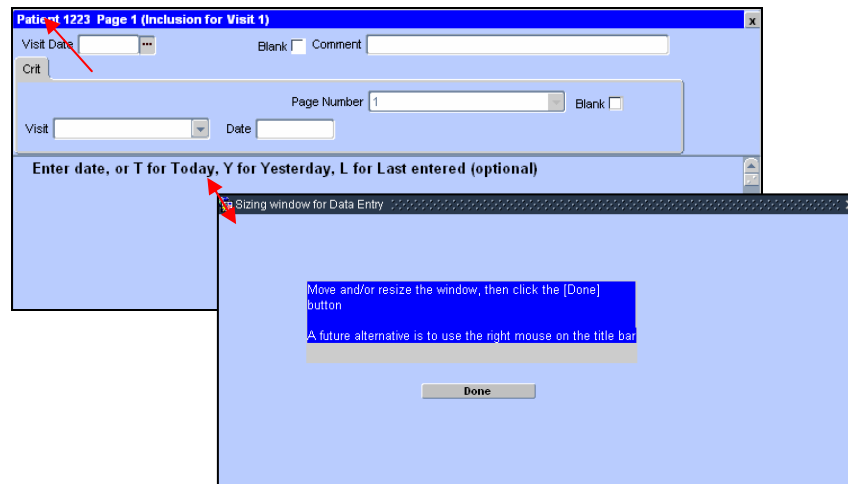 Patient 1223 Page 1 (Inclusion for Visit 1) x
Visit Date ... Blank Comment
Crit
Page Number 1 Blank
Visit Date
Enter date, or T for Today, Y for Yesterday, L for Last entered (optional)
Sizing window for Data Entry
Move and/or resize the window, then click the [Done]
button
A future alternative is to use the right mouse on the title bar
Done